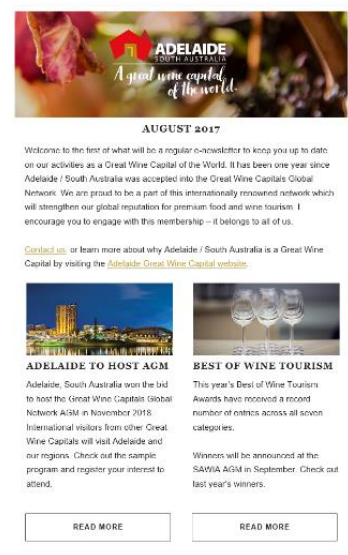 ADELAIDE
SOUTH AUSTRALIA
A great wine capital
of the world.
AUGUST 2017
Welcome to the first of what will be a regular e-newsletter to keep you up to date
on our activities as a Great Wine Capital of the World. It has been one year since
Adelaide / South Australia was accepted into the Great Wine Capitals Global
Network. We are proud to be a part of this internationally renowned network which
will strengthen our global reputation for premium food and wine tourism. I
encourage you to engage with this membership – it belongs to all of us.
Contact us, or learn more about why Adelaide / South Australia is a Great Wine
Capital by visiting the Adelaide Great Wine Capital website.
ADELAIDE TO HOST AGM
Adelaide, South Australia won the bid
to host the Great Wine Capitals Global
Network AGM in November 2018.
International visitors from other Great
Wine Capitals will visit Adelaide and
our regions. Check out the sample
program and register your interest to
attend.
READ MORE
BEST OF WINE TOURISM
This year's Best of Wine Tourism
Awards have received a record
number of entries across all seven
categories.
Winners will be announced at the
SAWIA AGM in September. Check out
last year's winners.
READ MORE